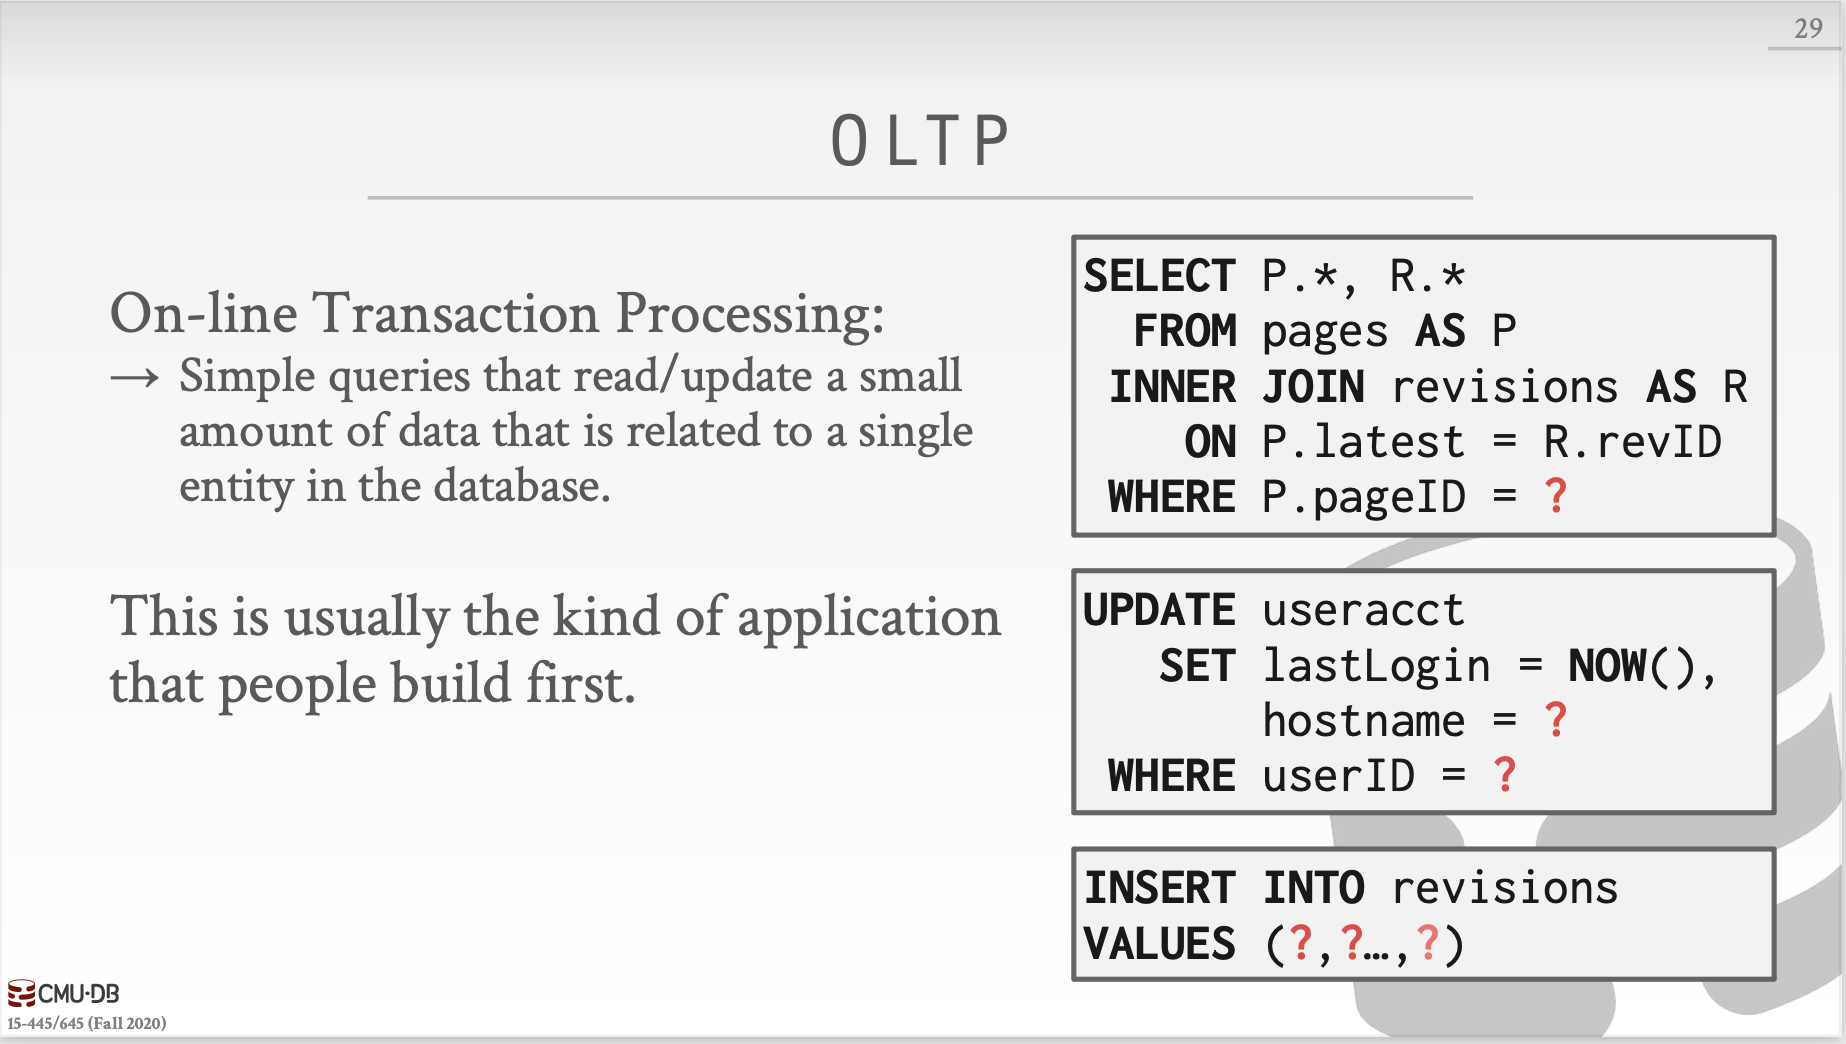 29
OLTP
On-line Transaction Processing:
→ Simple queries that read/update a small
amount of data that is related to a single
entity in the database.
This is usually the kind of application
that people build first.
SELECT P.*, R.*
FROM pages AS P
INNER JOIN revisions AS R
ON P.latest = R.revID
WHERE P.pageID = ?
UPDATE useracct
SET lastLogin = NOW(),
hostname = ?
WHERE userID = ?
INSERT INTO revisions
VALUES (?,?…,?)
CMU·DB
15-445/645 (Fall 2020)